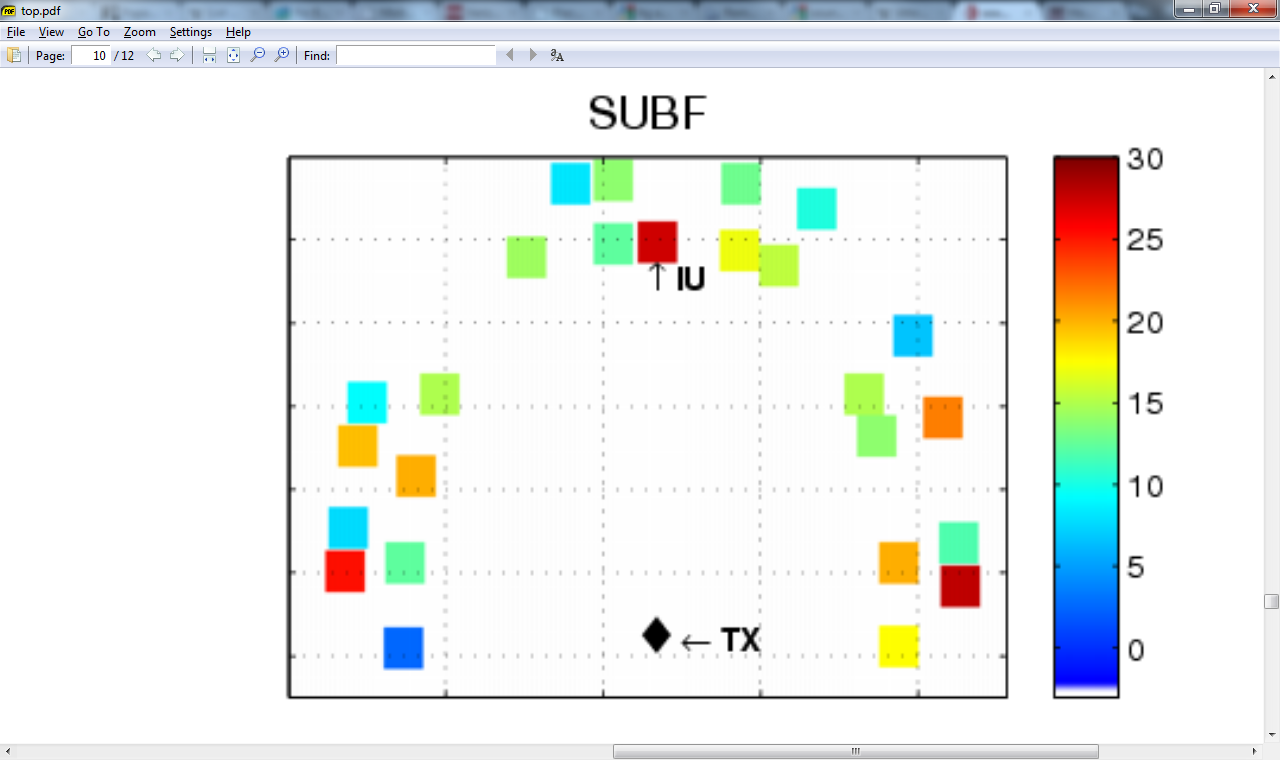 top.pdf
File View Go To Zoom Settings Help
Page: 10 / 12 Find:
SUBF
30
25
20
15
10
5
0
↑ IU
← TX